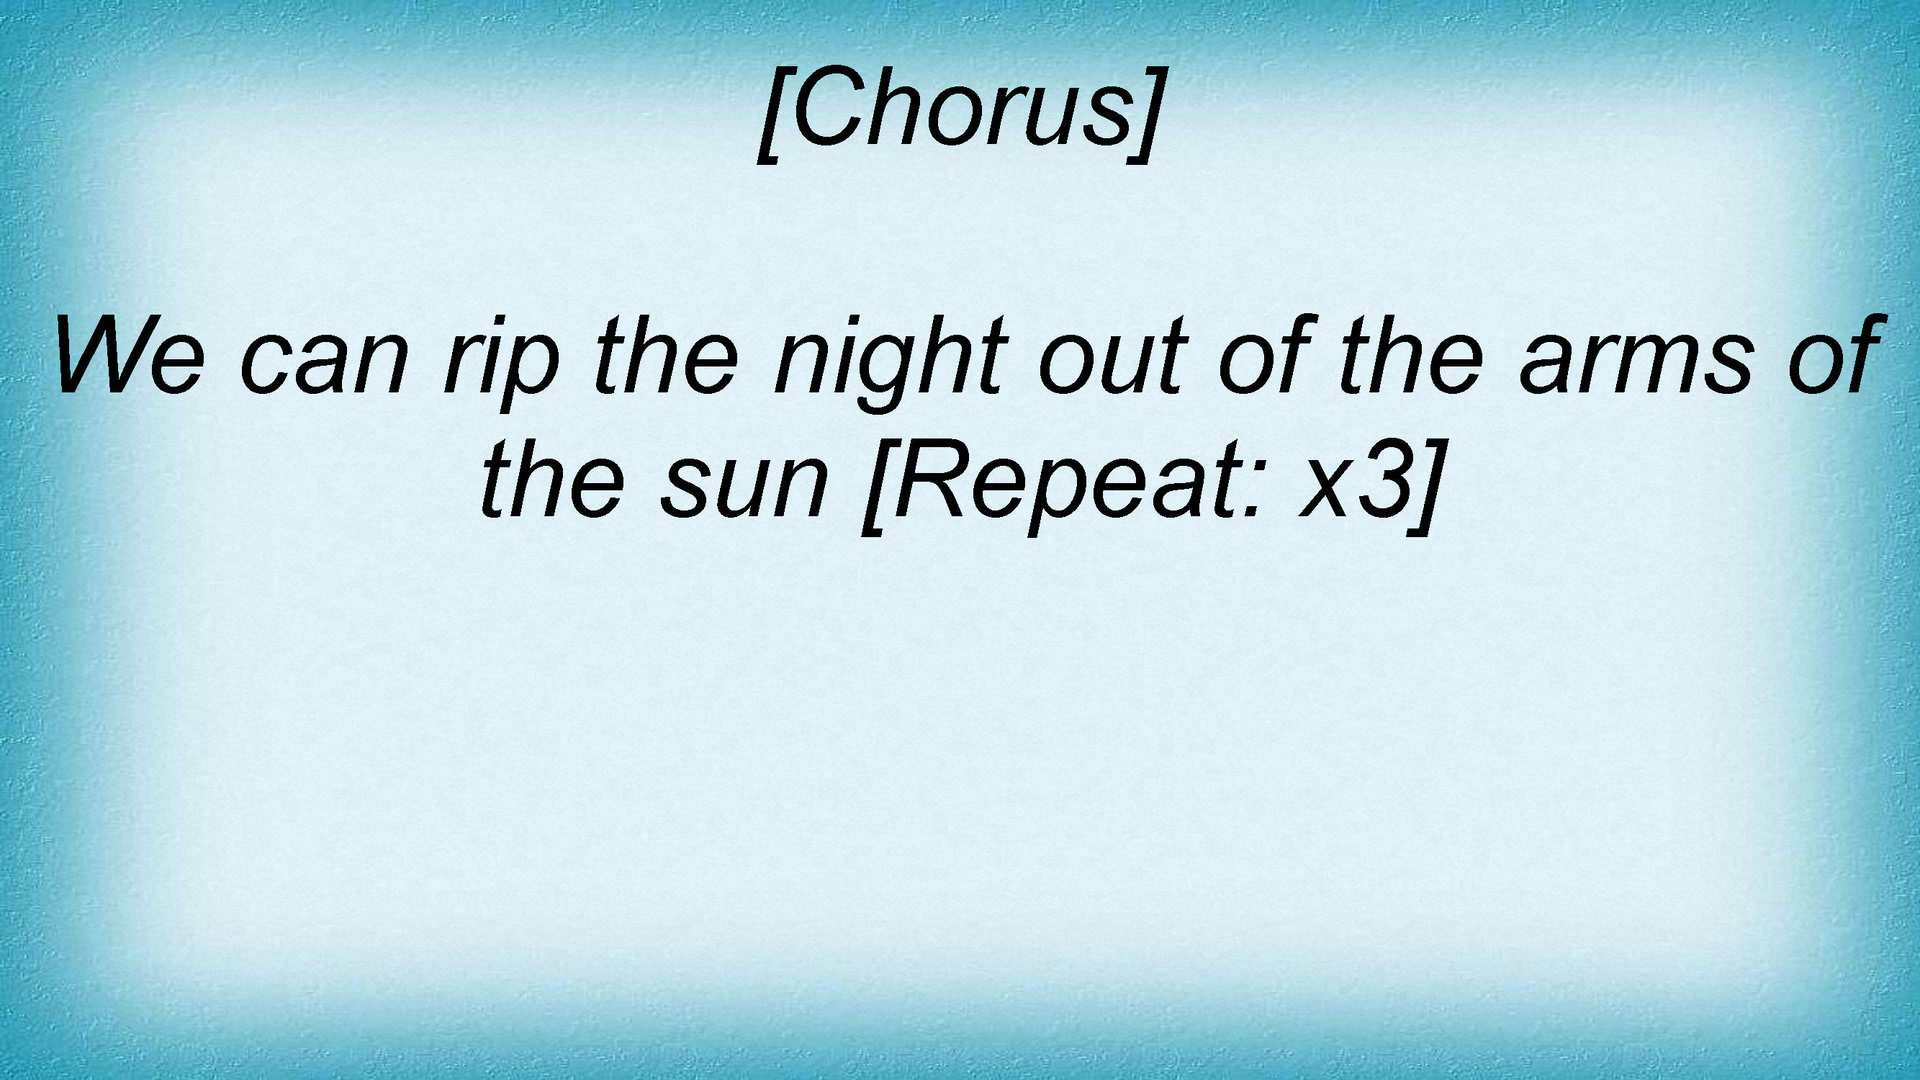 [Chorus]
We can rip the night out of the arms of
the sun [Repeat: x3]